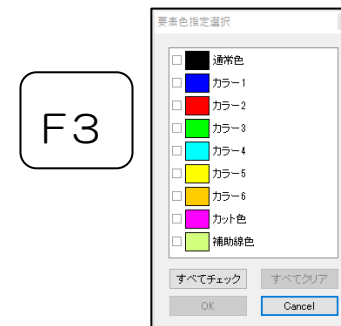 Ｆ３
要素色指定選択
通常色
カラー1
カラー2
カラー3
カラー4
カラー5
カラー6
カット色
補助線色
すべてチェック すべてクリア
OK Cancel